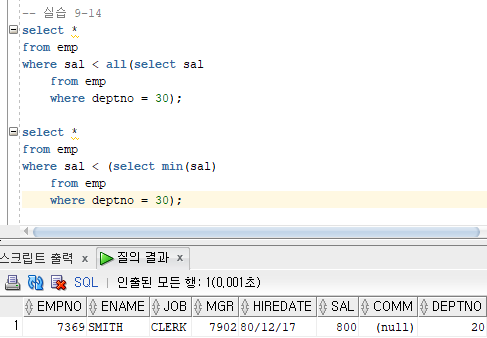 -- 실습 9-14
select *
from emp
where sal < all(select sal
from emp
where deptno = 30);
select *
from emp
where sal < (select min(sal)
from emp
where deptno = 30);
스크립트 출력 x 질의 결과 x
SQL | 인출된 모든 행: 1(0,001초)
EMPNO ENAME JOB MGR HIREDATE SAL COMM DEPTNO
1 7369 SMITH CLERK 7902 80/12/17 800 (null) 20